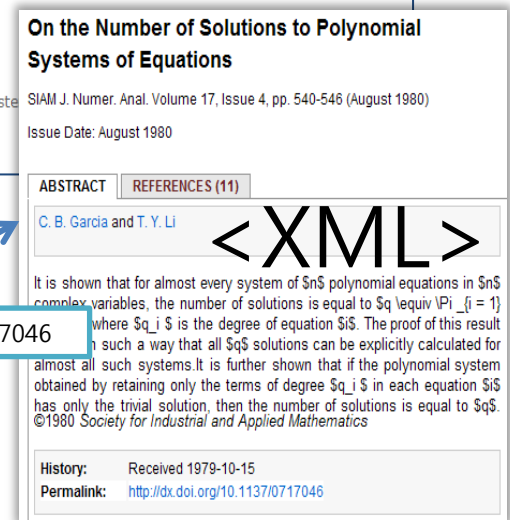 On the Number of Solutions to Polynomial
Systems of Equations
SIAM J. Numer. Anal. Volume 17, Issue 4, pp. 540-546 (August 1980)
Issue Date: August 1980
ABSTRACT REFERENCES (11)
C. B. Garcia and T. Y. Li
<XML>
It is shown that for almost every system of $n$ polynomial equations in $n$
complex variables, the number of solutions is equal to $q \equiv \Pi _{i = 1}
where $q_i $ is the degree of equation $i$. The proof of this result
7046
such a way that all $q$ solutions can be explicitly calculated for
almost all such systems.It is further shown that if the polynomial system
obtained by retaining only the terms of degree $q_i $ in each equation $i$
has only the trivial solution, then the number of solutions is equal to $q$.
©1980 Society for Industrial and Applied Mathematics
History: Received 1979-10-15
Permalink: http://dx.doi.org/10.1137/0717046